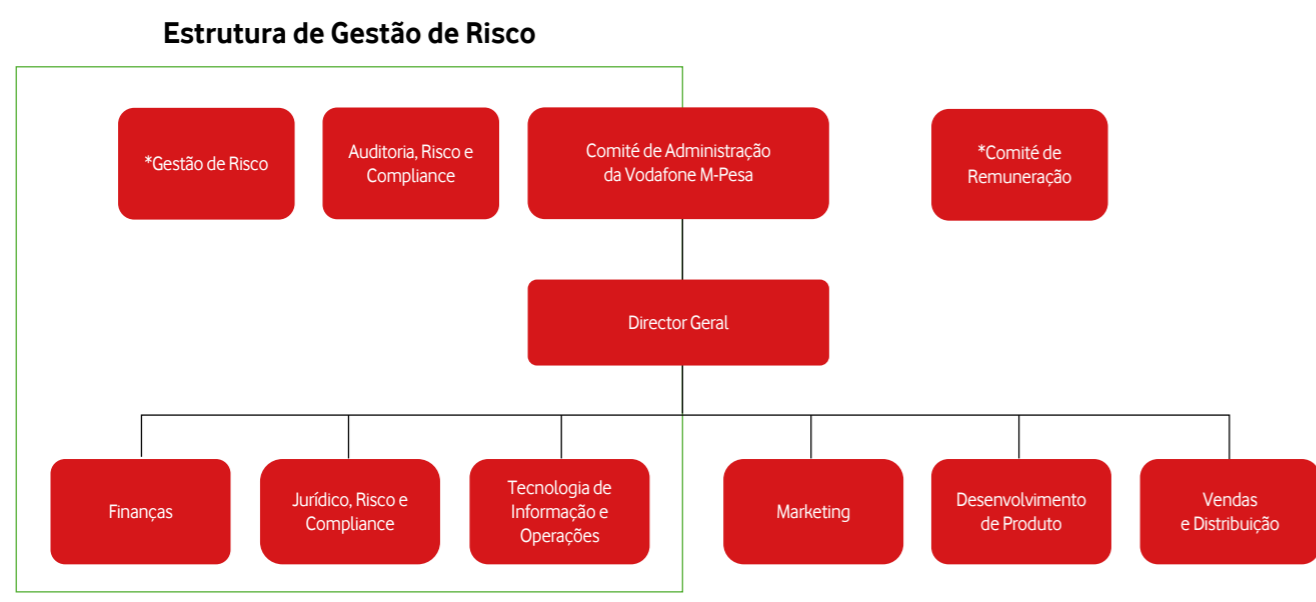 Estrutura de Gestão de Risco
*Gestão de Risco
Auditoria, Risco e
Compliance
Comité de Administração
da Vodafone M-Pesa
*Comité de
Remuneração
Director Geral
Finanças
Jurídico, Risco e
Compliance
Tecnologia de
Informação e
Operações
Marketing
Desenvolvimento
de Produto
Vendas
e Distribuição